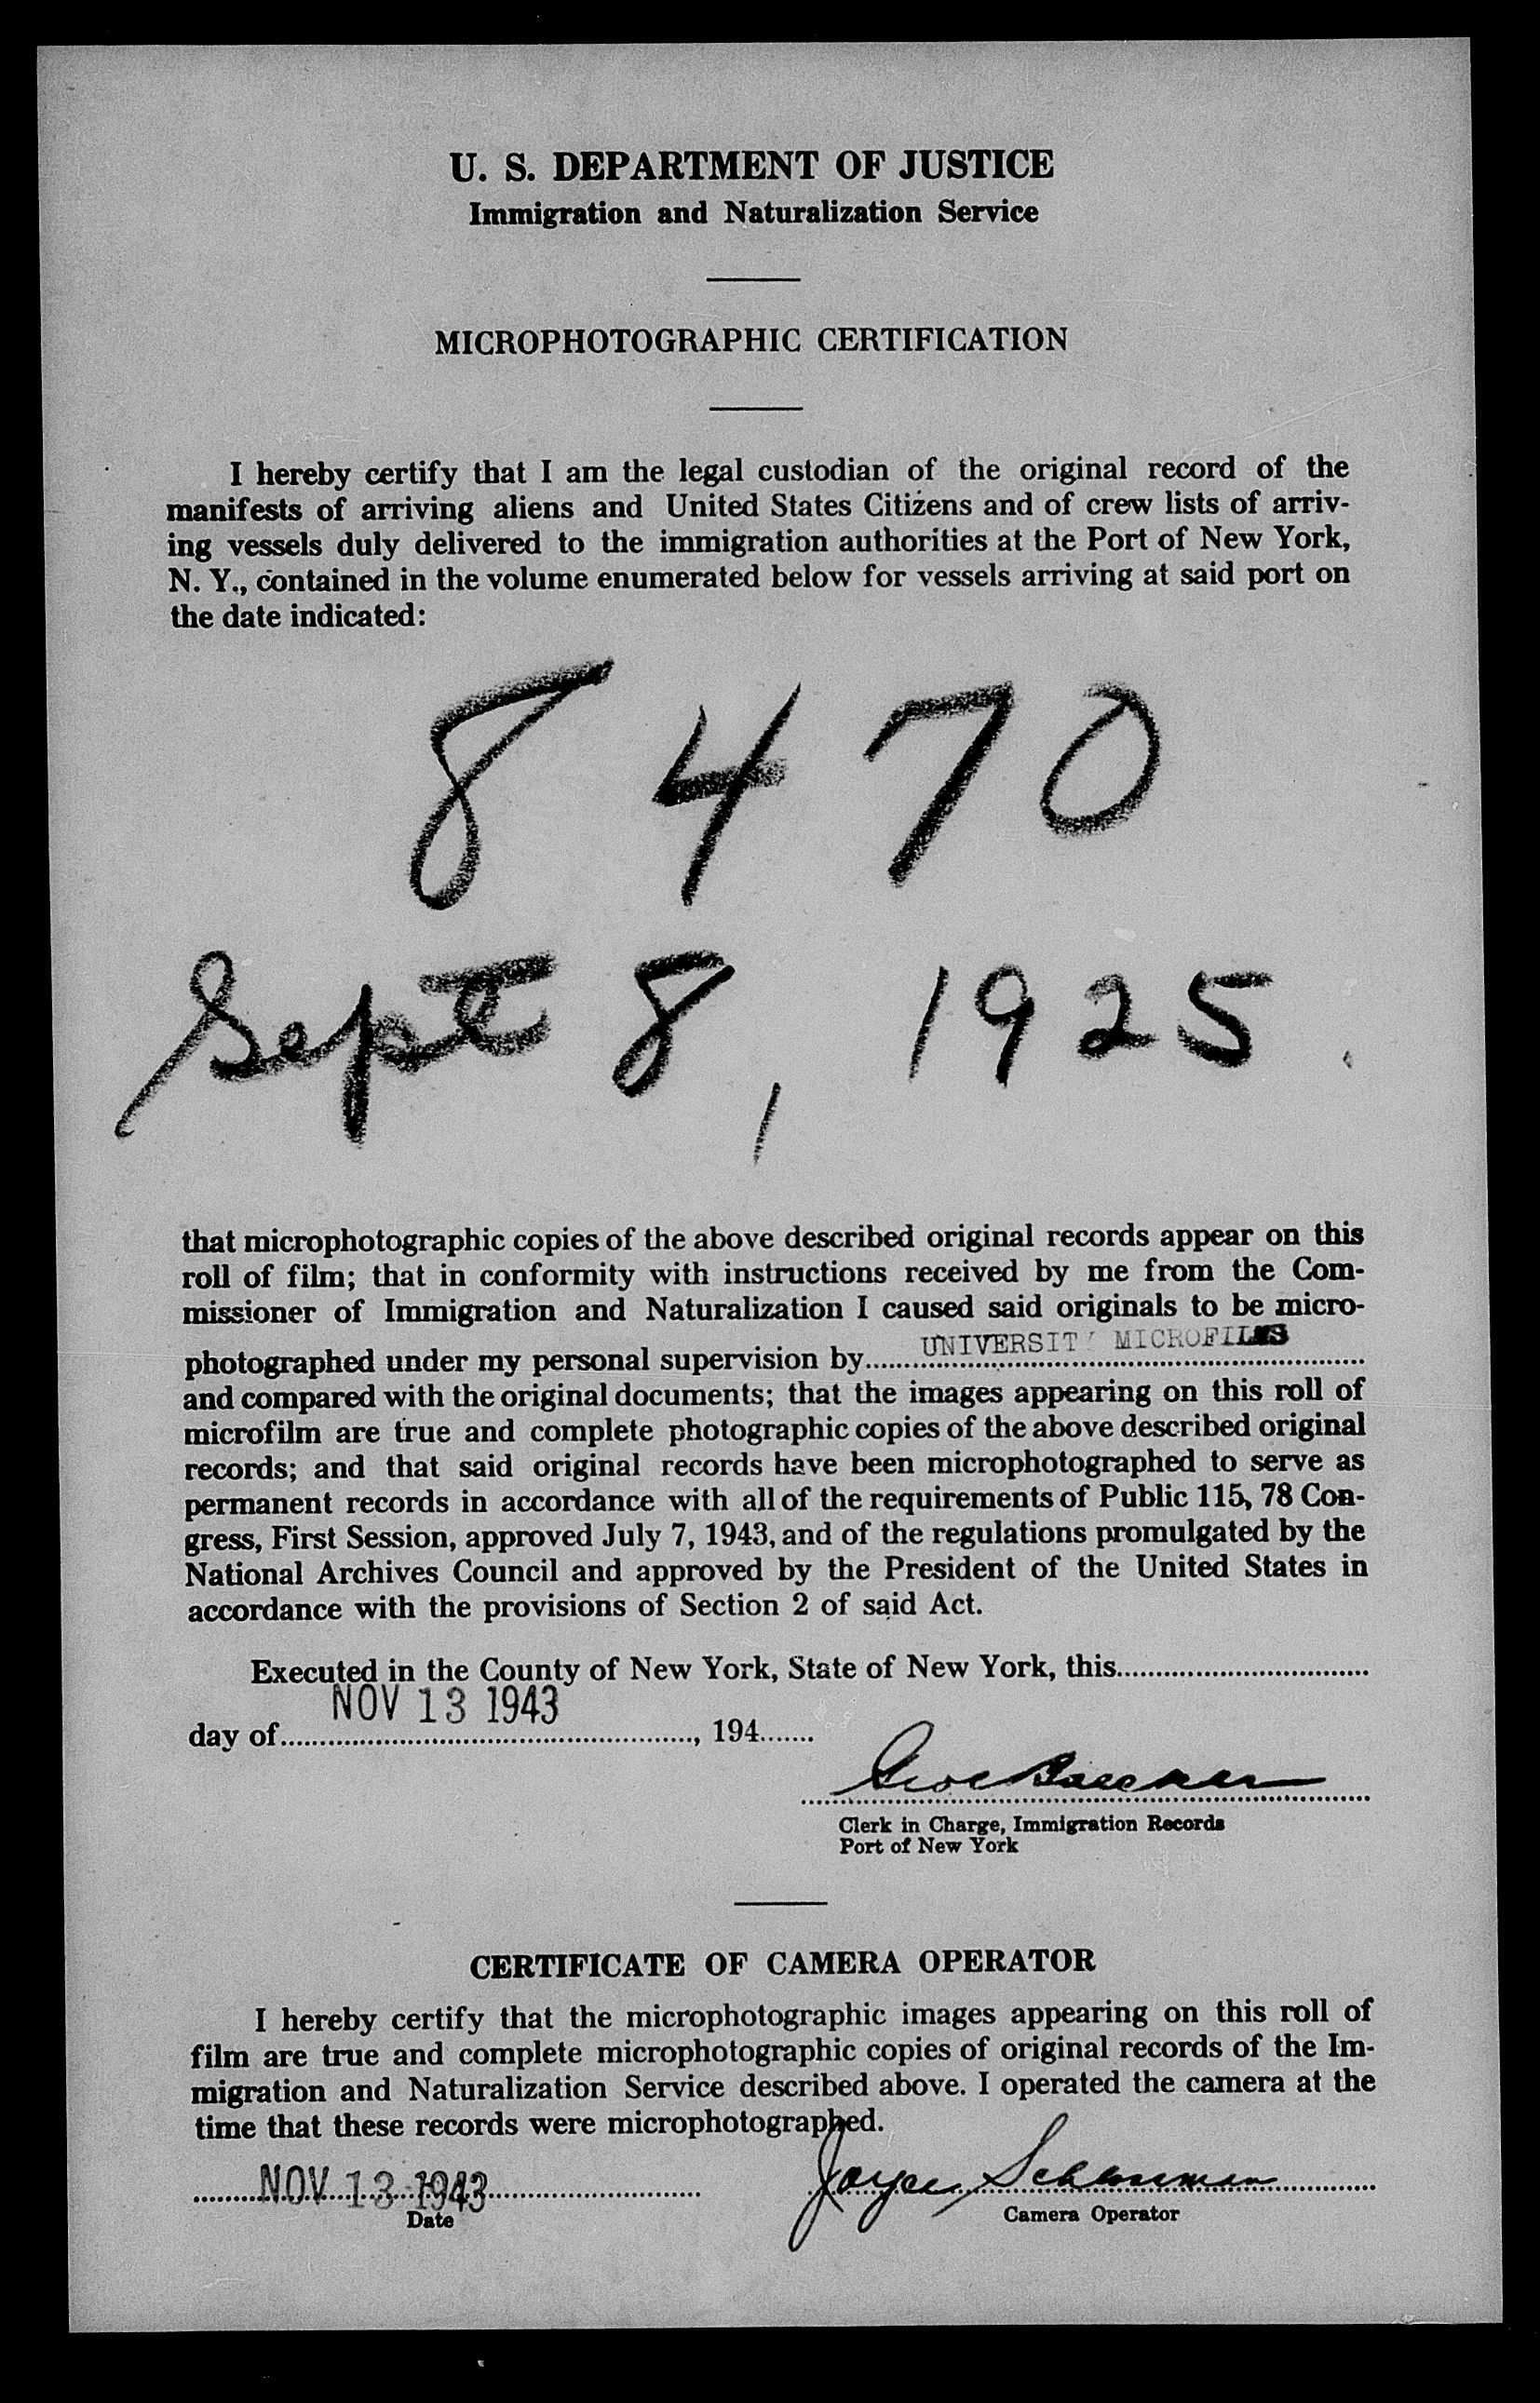 U. S. DEPARTMENT OF JUSTICE
Immigration and Naturalization Service
MICROPHOTOGRAPHIC CERTIFICATION
I hereby certify that I am the legal custodian of the original record of the
manifests of arriving aliens and United States Citizens and of crew lists of arriv-
ing vessels duly delivered to the immigration authorities at the Port of New York,
N. Y., contained in the volume enumerated below for vessels arriving at said port on
the date indicated:
8470
Sept 8, 1925
that microphotographic copies of the above described original records appear on this
roll of film; that in conformity with instructions received by me from the Com-
missioner of Immigration and Naturalization I caused said originals to be micro-
photographed under my personal supervision by UNIVERSITY MICROFILMS
and compared with the original documents; that the images appearing on this roll of
microfilm are true and complete photographic copies of the above described original
records; and that said original records have been microphotographed to serve as
permanent records in accordance with all of the requirements of Public 115, 78 Con-
gress, First Session, approved July 7, 1943, and of the regulations promulgated by the
National Archives Council and approved by the President of the United States in
accordance with the provisions of Section 2 of said Act.
Executed in the County of New York, State of New York, this
day of NOV 13 1943, 194
Clerk in Charge, Immigration Records
Port of New York
CERTIFICATE OF CAMERA OPERATOR
I hereby certify that the microphotographic images appearing on this roll of
film are true and complete microphotographic copies of original records of the Im-
migration and Naturalization Service described above. I operated the camera at the
time that these records were microphotographed.
NOV 13 1943 Joyce
Date Camera Operator